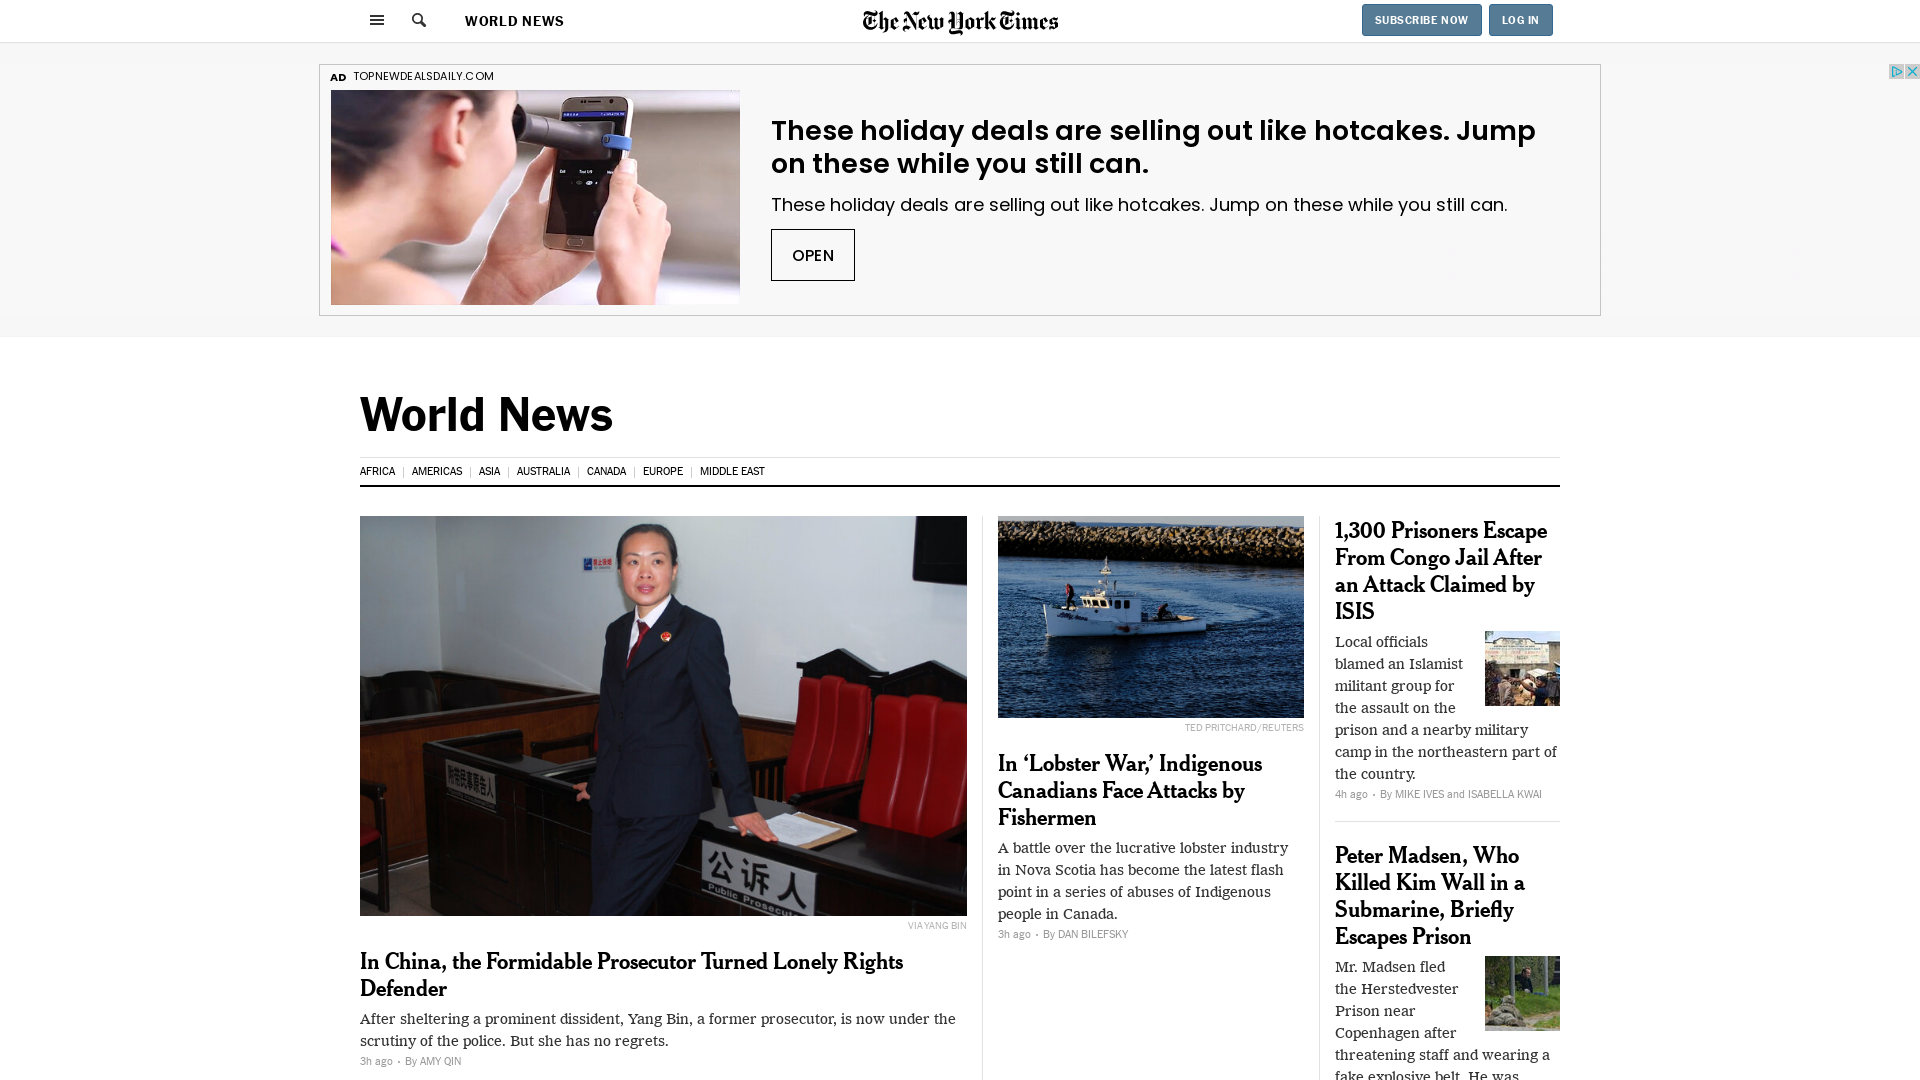 WORLD NEWS
The New York Times
SUBSCRIBE NOW
LOG IN
AD TOPNEWDEALSDAILY.COM
These holiday deals are selling out like hotcakes. Jump
on these while you still can.
These holiday deals are selling out like hotcakes. Jump on these while you still can.
OPEN
World News
AFRICA
AMERICAS
ASIA
AUSTRALIA
CANADA
EUROPE
MIDDLE EAST
公诉人
Public Prosecutor
附带民事原告人
VIA YANG BIN
In China, the Formidable Prosecutor Turned Lonely Rights
Defender
After sheltering a prominent dissident, Yang Bin, a former prosecutor, is now under the
scrutiny of the police. But she has no regrets.
3h ago • By AMY QIN
TED PRITCHARD/REUTERS
In ‘Lobster War,’ Indigenous
Canadians Face Attacks by
Fishermen
A battle over the lucrative lobster industry
in Nova Scotia has become the latest flash
point in a series of abuses of Indigenous
people in Canada.
3h ago • By DAN BILEFSKY
1,300 Prisoners Escape
From Congo Jail After
an Attack Claimed by
ISIS
Local officials
blamed an Islamist
militant group for
the assault on the
prison and a nearby military
camp in the northeastern part of
the country.
4h ago • By MIKE IVES and ISABELLA KWAI
Peter Madsen, Who
Killed Kim Wall in a
Submarine, Briefly
Escapes Prison
Mr. Madsen fled
the Herstedvester
Prison near
Copenhagen after
threatening staff and wearing a
fake explosive belt. He was